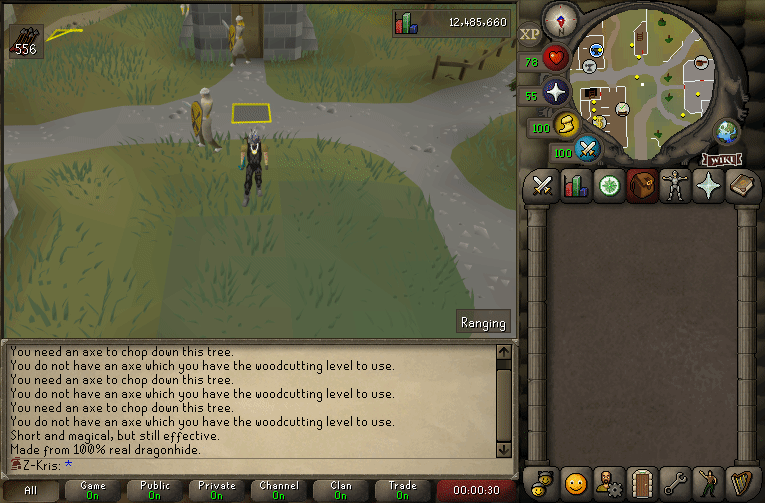 556
12,485,660
XP
78
55
100
100
WIKI
Ranging
You need an axe to chop down this tree.
You do not have an axe which you have the woodcutting level to use.
You need an axe to chop down this tree.
You do not have an axe which you have the woodcutting level to use.
You need an axe to chop down this tree.
You do not have an axe which you have the woodcutting level to use.
Short and magical, but still effective.
Made from 100% real dragonhide.
Z-Kris: *
All
Game
On
Public
On
Private
On
Channel
On
Clan
On
Trade
On
00:00:30